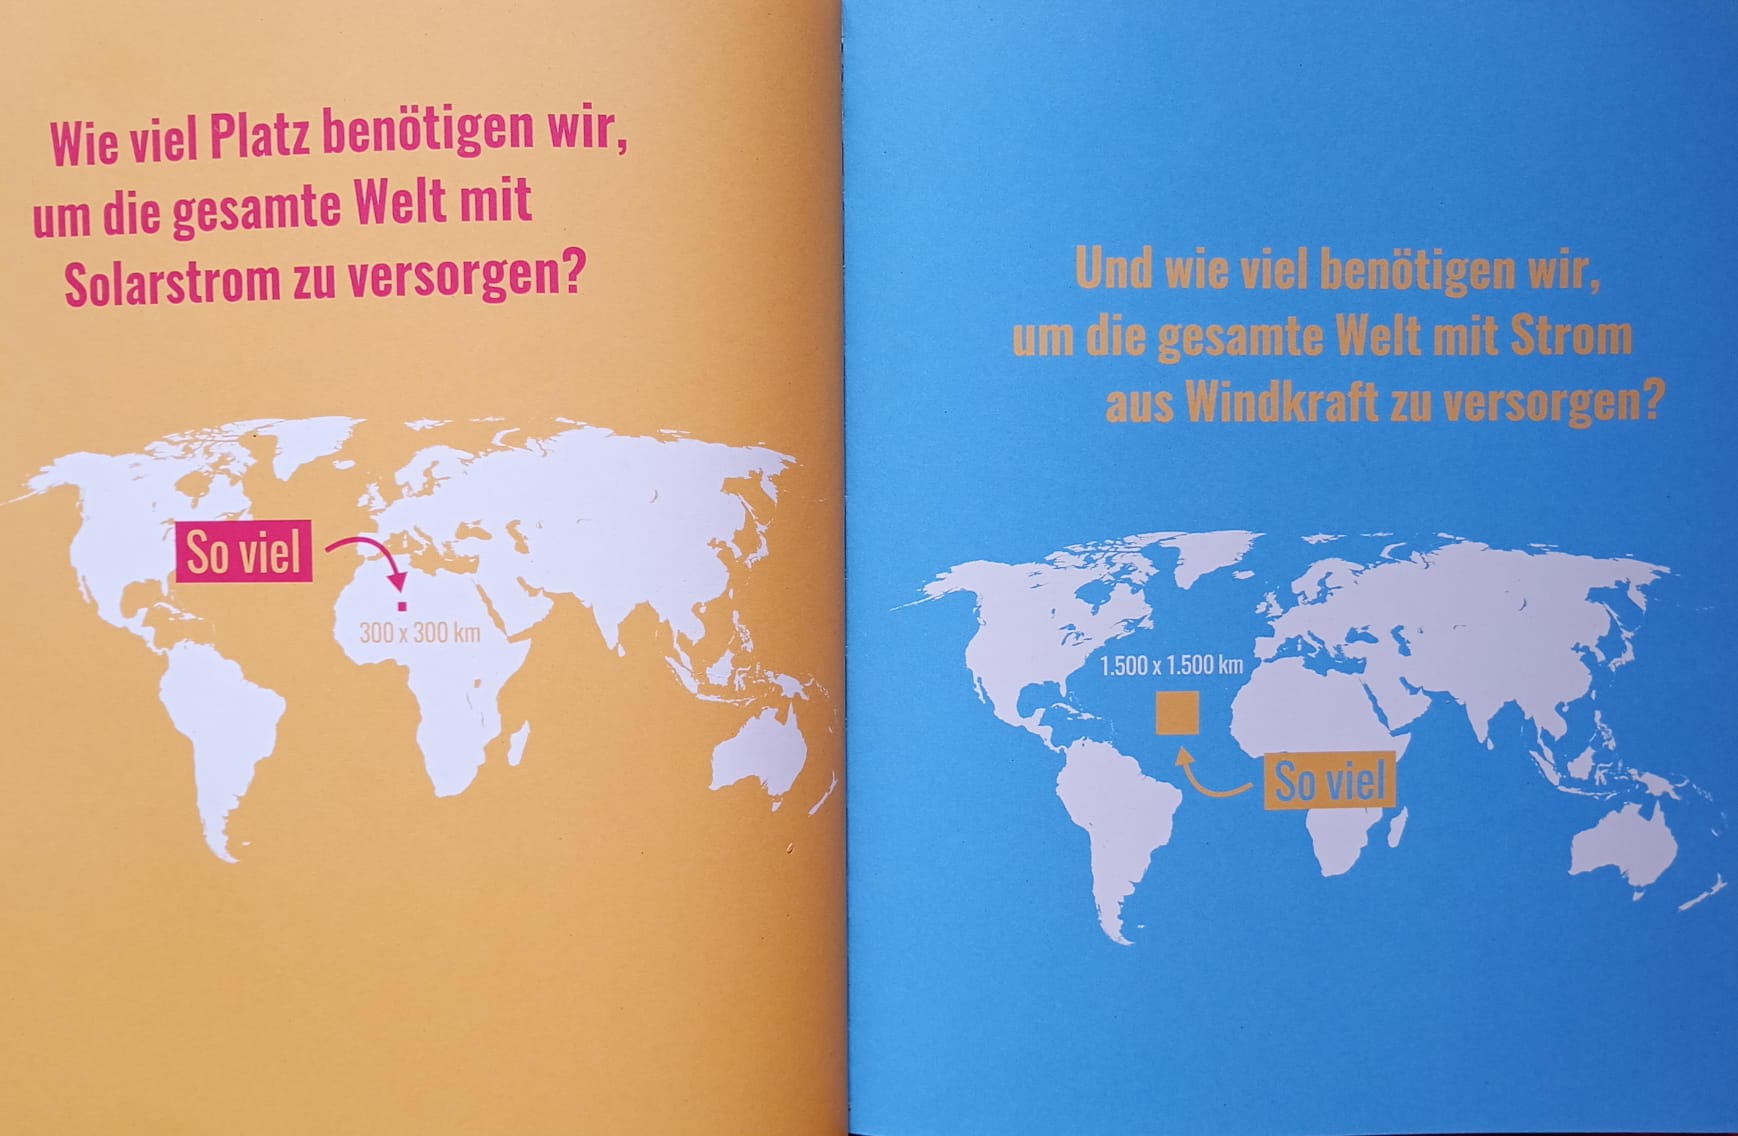 Wie viel Platz benötigen wir,
um die gesamte Welt mit
Solarstrom zu versorgen?
So viel
300 x 300 km
Und wie viel benötigen wir,
um die gesamte Welt mit Strom
aus Windkraft zu versorgen?
1.500 x 1.500 km
So viel